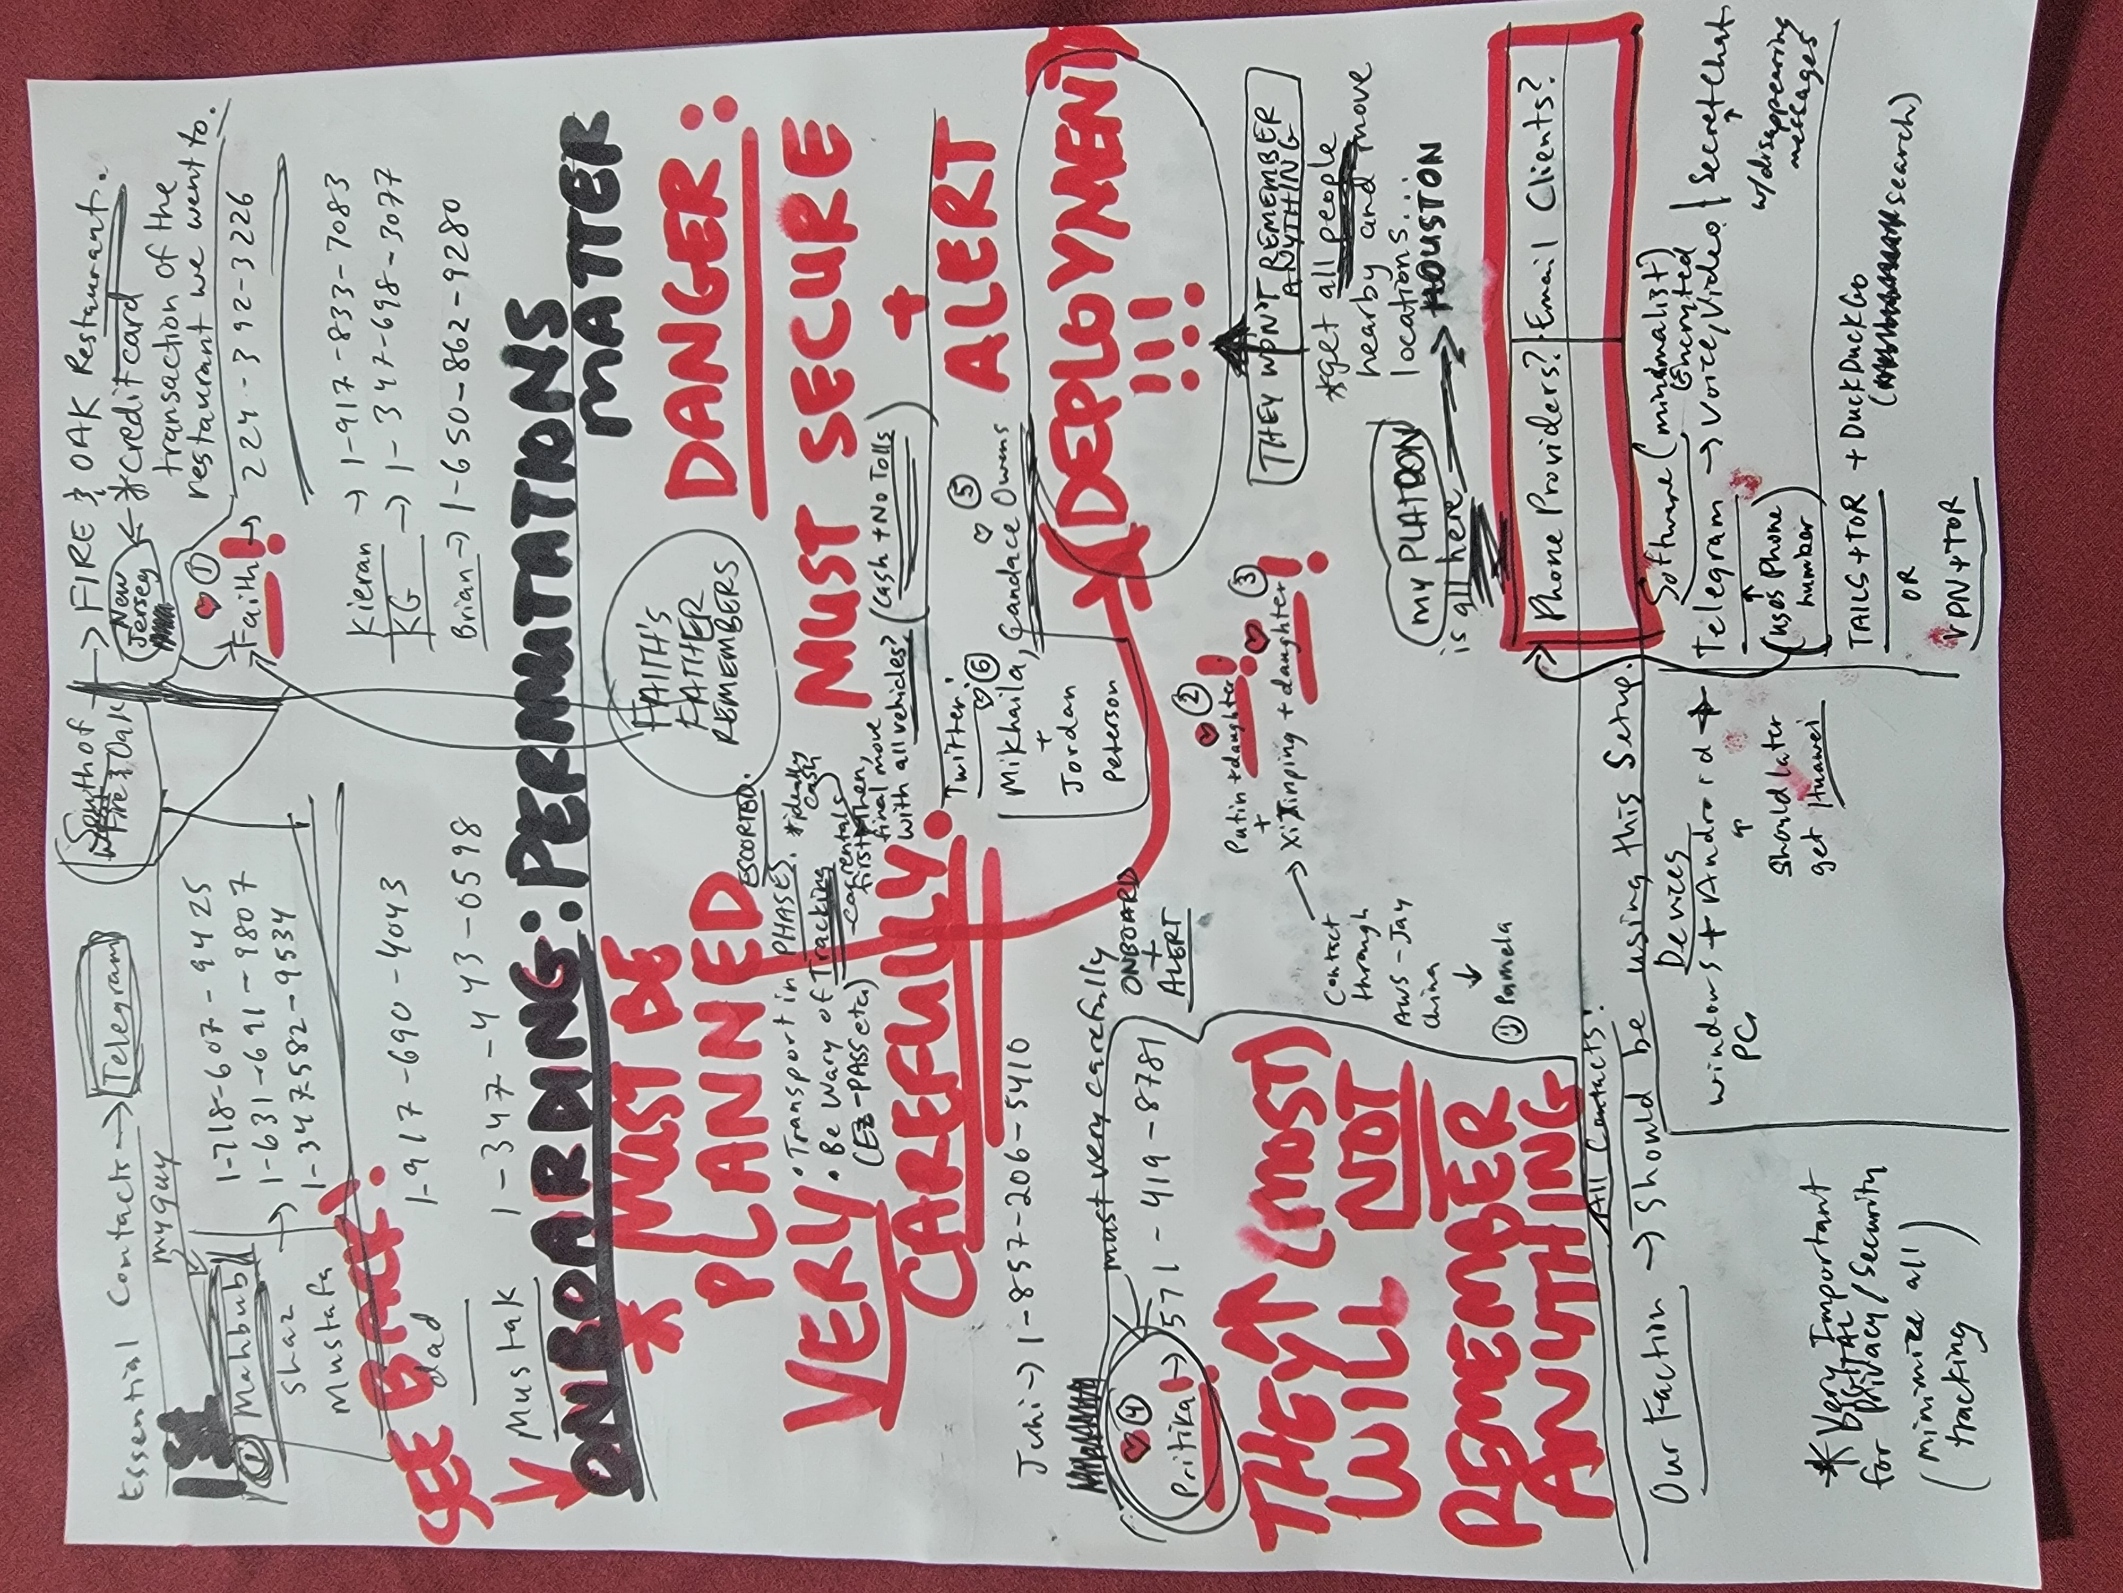 Essential Contacts → Telegram
my guy
1st
① Mahbub
Shaz
Mustafa
1-718-607-9425
→ 1-631-691-9807
1-347-582-9534
South of
Fire & Oak
→ FIRE & OAK Restaurant.
New
Jersey
← * credit card
transaction of the
restaurant we went to.
♥ ①
Faith! → 224-392-3226
Kieran → 1-917-833-7083
KG → 1-347-698-3077
Brian → 1-650-862-9280
SEE BACK!
dad 1-917-690-4043
Mustak 1-347-443-0598
ONBOARDING: PERMUTATIONS
MATTER
* MUST BE
PLANNED
VERY
CAREFULLY.
FAITH'S
FATHER
REMEMBERS
ESCORTED.
• Transport in PHASES.
• Be Wary of Tracking
(EZ-PASS etc)
*ideally
cash
- car rentals
first, then,
final move
with all vehicles? (Cash + No Tolls)
DANGER:
MUST SECURE
+
ALERT
(DEPLOYMENT)
!!!
Twitter:
♡ ⑥ ♡ ⑤
Mikhaila, Candace Owens
+
Jordan
Peterson
Juhi → 1-857-206-5410
must very carefully
ONBOARD
+
ALERT
♥ ④
Pritika! → 571-419-8781
THEY ↑ (MOST)
WILL NOT
REMEMBER
ANYTHING
♥ ②
Putin + daughter!
+
♥ ③
Xi Jinping + daughter!
Contact
through
AWS - Jay
China
↓
Pamela
THEY WON'T REMEMBER
ANYTHING
* get all people
nearby and move
locations...
my PLATOON
is all here → HOUSTON
Phone Providers? Email Clients?
All Contacts:
Our Faction → Should be using this Setup.
Devices
Windows + Android →
PC
↑
should later
get Huawei
Software (minimalist)
Encrypted
Telegram → Voice, Video | Secret Chat
↑
(uses Phone
number)
↑
w/disappearing
messages
TAILS + TOR + DuckDuckGo
(search)
OR
VPN + TOR
* Very Important
DIGITAL
for Privacy/Security
(minimize all
tracking)